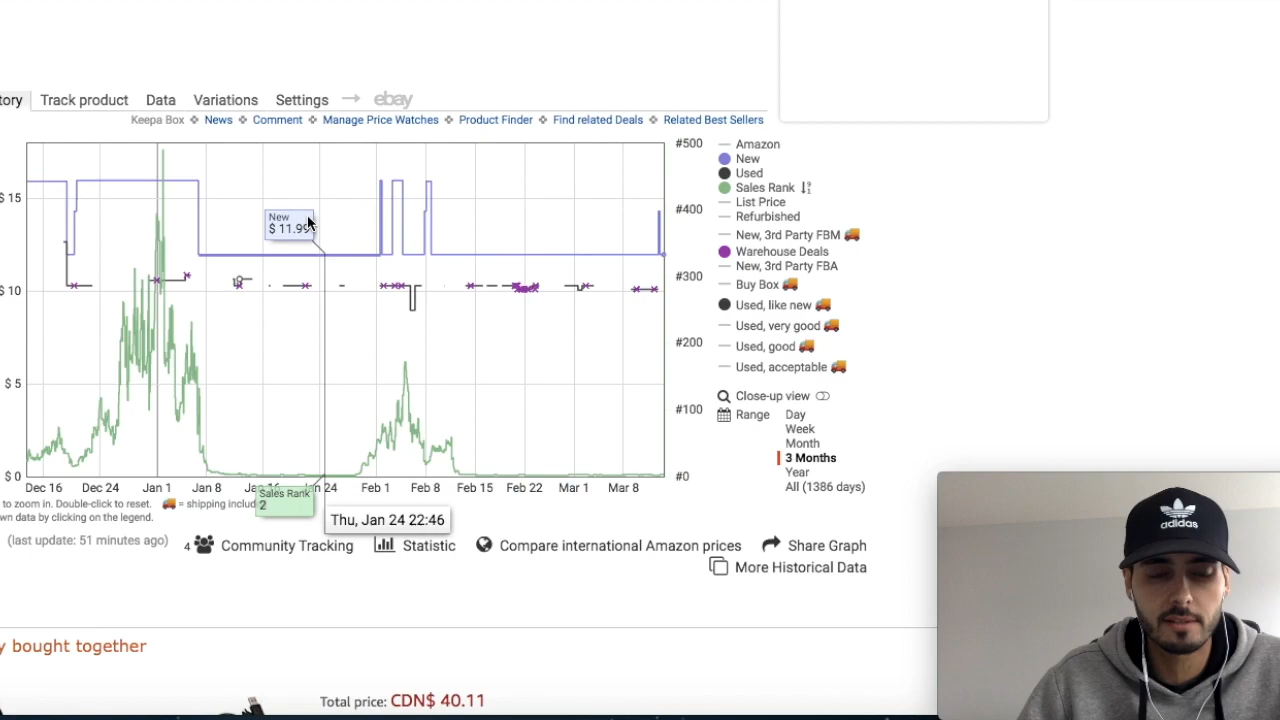 tory Track product Data Variations Settings ebay
Keepa Box ❖ News ❖ Comment ❖ Manage Price Watches ❖ Product Finder ❖ Find related Deals ❖ Related Best Sellers
#500
Amazon
New
Used
Sales Rank
List Price
Refurbished
New, 3rd Party FBM
Warehouse Deals
New, 3rd Party FBA
Buy Box
Used, like new
Used, very good
Used, good
Used, acceptable
Close-up view
Range Day
Week
Month
3 Months
Year
All (1386 days)
$ 15
#400
New
$ 11.99
$ 10
#300
#200
$ 5
#100
$ 0
#0
Dec 16 Dec 24 Jan 1 Jan 8 Jan 16 Jan 24 Feb 1 Feb 8 Feb 15 Feb 22 Mar 1 Mar 8
Sales Rank
2
to zoom in. Double-click to reset. = shipping includ
wn data by clicking on the legend.
Thu, Jan 24 22:46
(last update: 51 minutes ago)
4 Community Tracking Statistic Compare international Amazon prices Share Graph
More Historical Data
y bought together
Total price: CDN$ 40.11
adidas